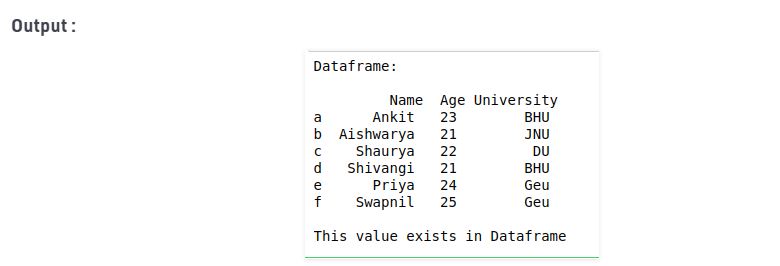 Output :
Dataframe:
Name Age University
a Ankit 23 BHU
b Aishwarya 21 JNU
c Shaurya 22 DU
d Shivangi 21 BHU
e Priya 24 Geu
f Swapnil 25 Geu
This value exists in Dataframe